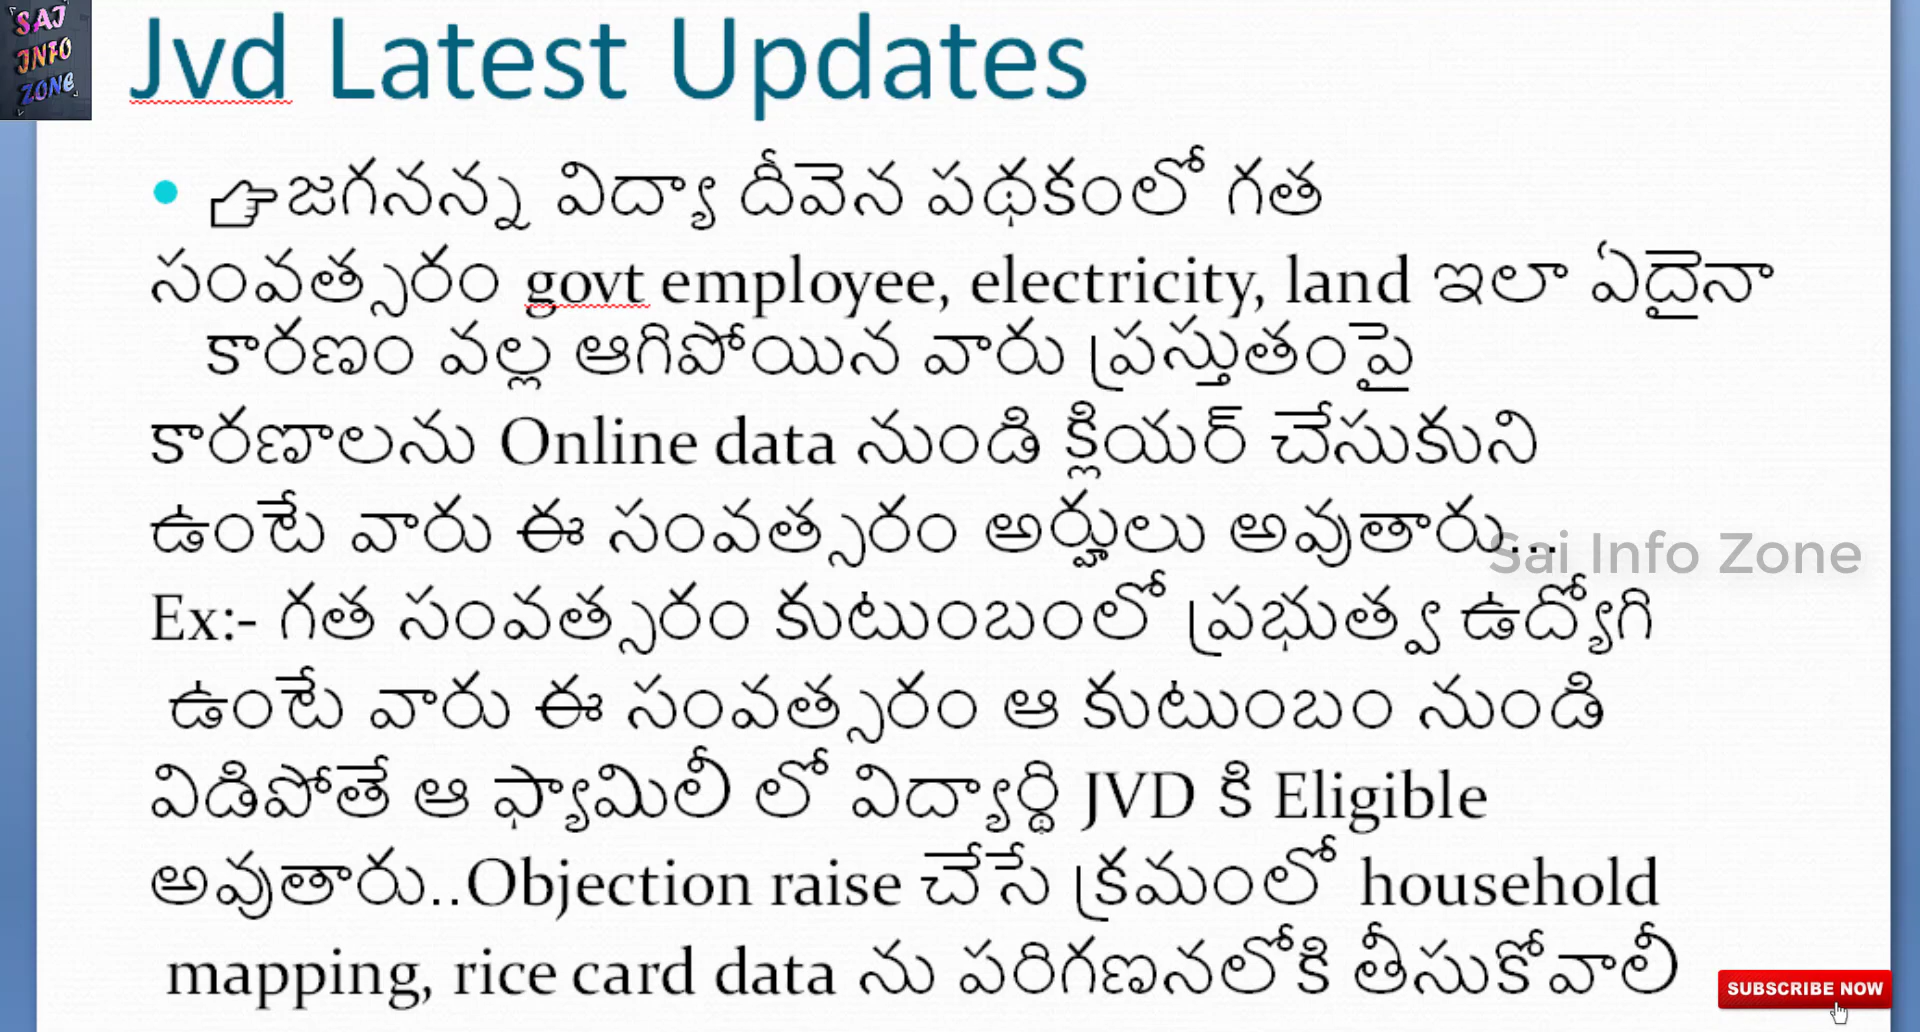 SAI
INFO
ZONE
Jvd Latest Updates
• 👉జగనన్న విద్యా దీవెన పథకంలో గత
సంవత్సరం govt employee, electricity, land ఇలా ఏదైనా
కారణం వల్ల ఆగిపోయిన వారు ప్రస్తుతంపై
కారణాలను Online data నుండి క్లియర్ చేసుకుని
ఉంటే వారు ఈ సంవత్సరం అర్హులు అవుతారు...
Sai Info Zone
Ex:- గత సంవత్సరం కుటుంబంలో ప్రభుత్వ ఉద్యోగి
ఉంటే వారు ఈ సంవత్సరం ఆ కుటుంబం నుండి
విడిపోతే ఆ ఫ్యామిలీ లో విద్యార్థి JVD కి Eligible
అవుతారు..Objection raise చేసే క్రమంలో household
mapping, rice card data ను పరిగణనలోకి తీసుకోవాలీ
SUBSCRIBE NOW